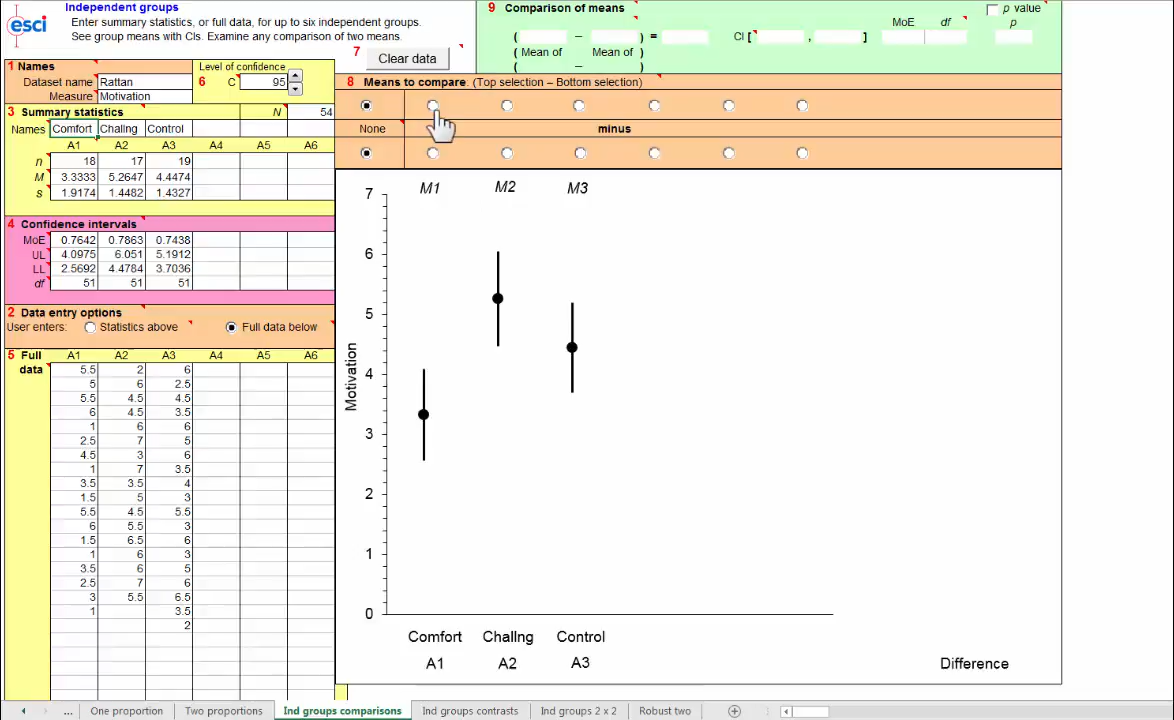 esci
Independent groups
Enter summary statistics, or full data, for up to six independent groups.
See group means with CIs. Examine any comparison of two means.
7 Clear data
9 Comparison of means
p value
( − ) = CI [ , ] MoE df p
( Mean of Mean of )
( − )
1 Names
Dataset name Rattan
Measure Motivation
Level of confidence
6 C 95
3 Summary statistics N 54
Names Comfort Challng Control
A1 A2 A3 A4 A5 A6
n 18 17 19
M 3.3333 5.2647 4.4474
s 1.9174 1.4482 1.4327
4 Confidence intervals
MoE 0.7642 0.7863 0.7438
UL 4.0975 6.051 5.1912
LL 2.5692 4.4784 3.7036
df 51 51 51
2 Data entry options
User enters: Statistics above Full data below
5 Full data A1 A2 A3 A4 A5 A6
5.5 2 6
5 6 2.5
5.5 4.5 4.5
6 4.5 3.5
1 6 6
2.5 7 5
4.5 3 6
1 7 3.5
3.5 3.5 4
1.5 5 3
5.5 4.5 5.5
6 5.5 3
1.5 6.5 6
1 6 3
3.5 6 5
2.5 7 6
3 5.5 6.5
1 3.5
2
8 Means to compare: (Top selection – Bottom selection)
None minus
M1 M2 M3
7
6
5
4
3
2
1
0
Motivation
Comfort Challng Control
A1 A2 A3
Difference
... One proportion Two proportions Ind groups comparisons Ind groups contrasts Ind groups 2 x 2 Robust two